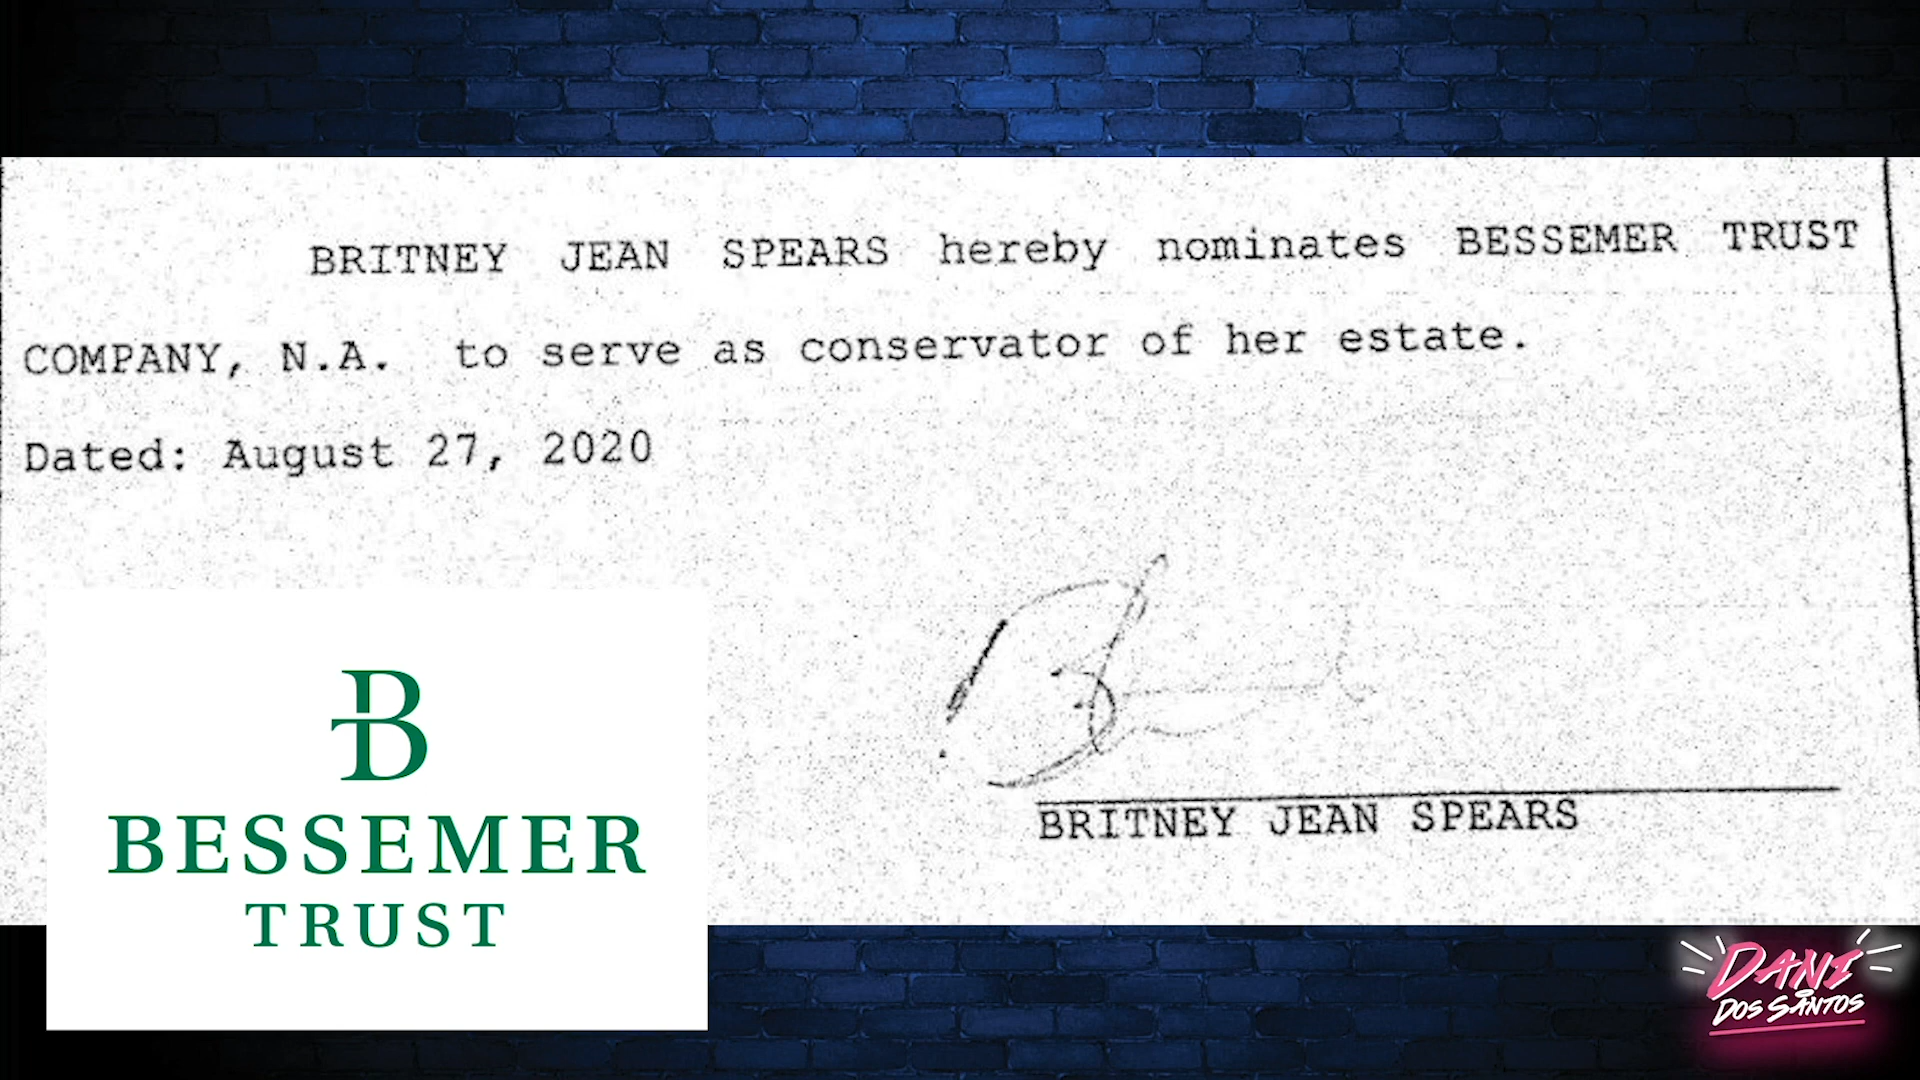 BRITNEY JEAN SPEARS hereby nominates BESSEMER TRUST
COMPANY, N.A. to serve as conservator of her estate.
Dated: August 27, 2020
BRITNEY JEAN SPEARS
B
BESSEMER
TRUST
DANI
DOS SANTOS